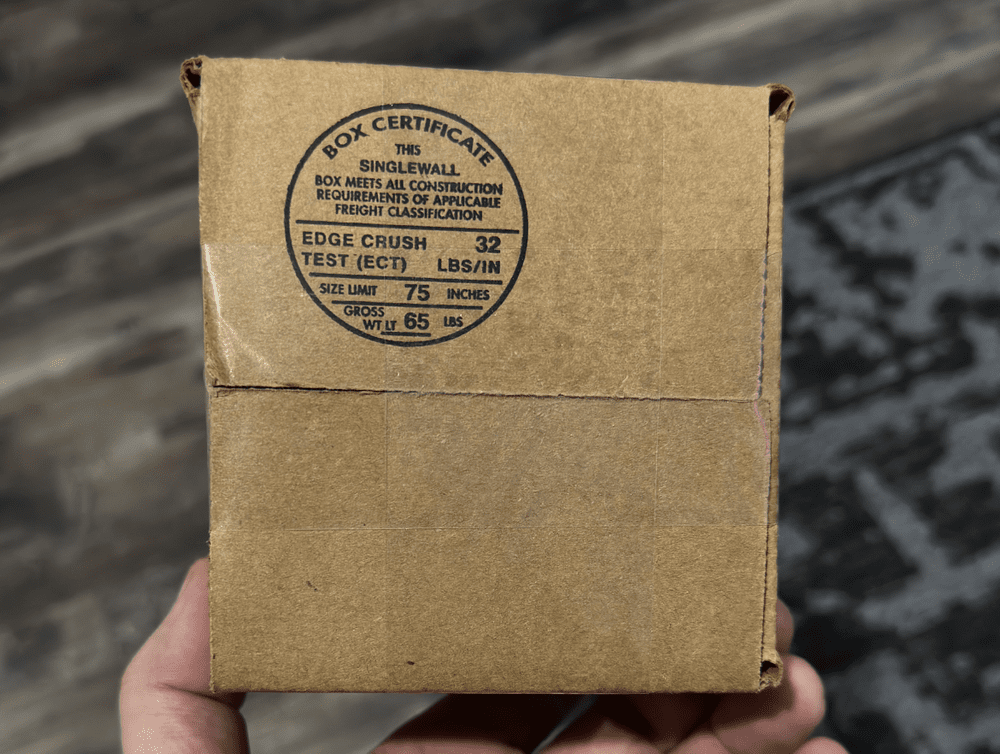 BOX CERTIFICATE
THIS
SINGLEWALL
BOX MEETS ALL CONSTRUCTION
REQUIREMENTS OF APPLICABLE
FREIGHT CLASSIFICATION
EDGE CRUSH 32
TEST (ECT) LBS/IN
SIZE LIMIT 75 INCHES
GROSS
WT LT 65 LBS